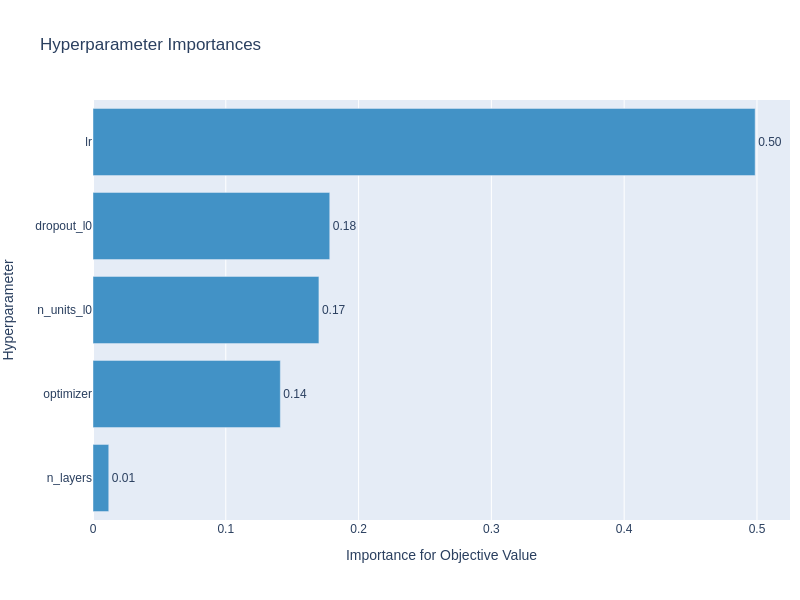 Hyperparameter Importances
Hyperparameter
lr
0.50
dropout_l0
0.18
n_units_l0
0.17
optimizer
0.14
n_layers
0.01
0 0.1 0.2 0.3 0.4 0.5
Importance for Objective Value